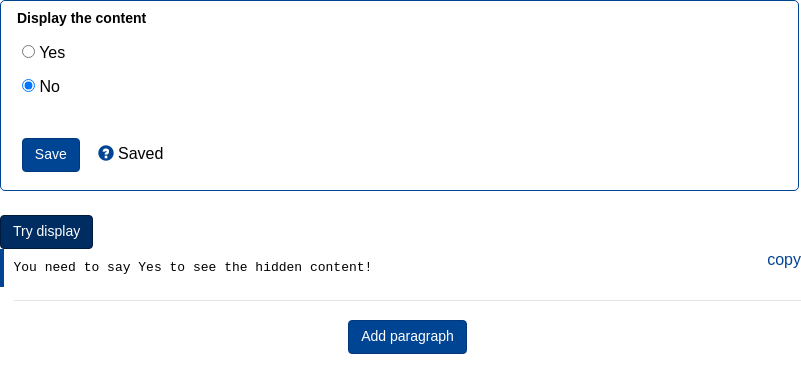 Display the content
Yes
No
Save
Saved
Try display
copy
You need to say Yes to see the hidden content!
Add paragraph